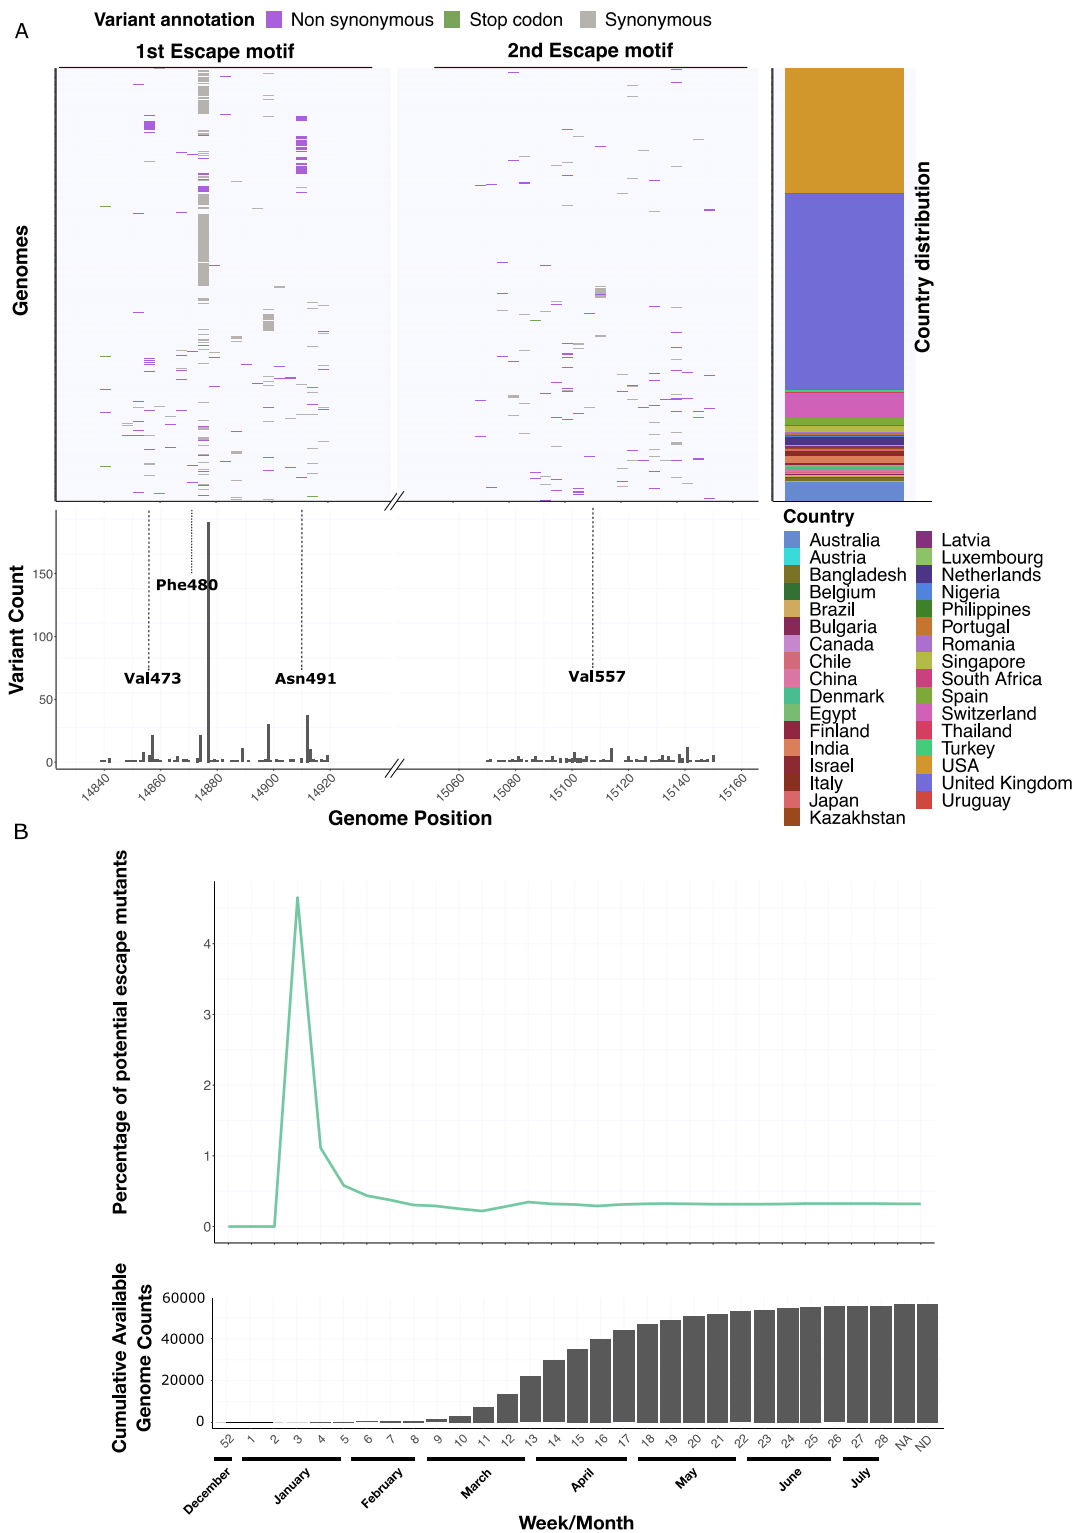 Variant annotation Non synonymous Stop codon Synonymous
A
1st Escape motif 2nd Escape motif
Genomes
Country distribution
Variant Count
150
100
50
0
Val473
Phe480
Asn491
Val557
14840 14860 14880 14900 14920 15060 15080 15100 15120 15140 15160
Genome Position
Country
Australia
Austria
Bangladesh
Belgium
Brazil
Bulgaria
Canada
Chile
China
Denmark
Egypt
Finland
India
Israel
Italy
Japan
Kazakhstan
Latvia
Luxembourg
Netherlands
Nigeria
Philippines
Portugal
Romania
Singapore
South Africa
Spain
Switzerland
Thailand
Turkey
USA
United Kingdom
Uruguay
B
Percentage of potential escape mutants
4
3
2
1
0
Cumulative Available
Genome Counts
60000
40000
20000
0
52 1 2 3 4 5 6 7 8 9 10 11 12 13 14 15 16 17 18 19 20 21 22 23 24 25 26 27 28 NA ND
December January February March April May June July
Week/Month